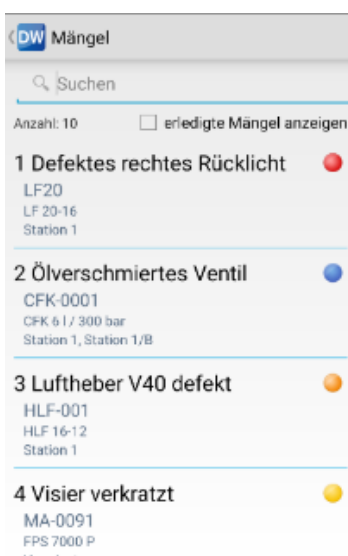 DW Mängel
Suchen
Anzahl: 10 erledigte Mängel anzeigen
1 Defektes rechtes Rücklicht
LF20
LF 20-16
Station 1
2 Ölverschmiertes Ventil
CFK-0001
CFK 6 l / 300 bar
Station 1, Station 1/B
3 Luftheber V40 defekt
HLF-001
HLF 16-12
Station 1
4 Visier verkratzt
MA-0091
FPS 7000 P